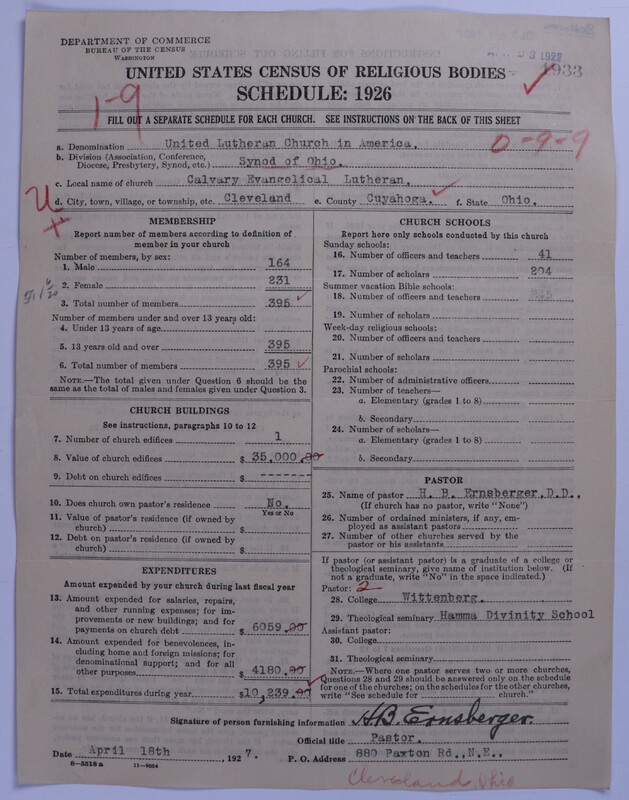 DEPARTMENT OF COMMERCE
BUREAU OF THE CENSUS
WASHINGTON
1933
UNITED STATES CENSUS OF RELIGIOUS BODIES
SCHEDULE: 1926
1-9
FILL OUT A SEPARATE SCHEDULE FOR EACH CHURCH. SEE INSTRUCTIONS ON THE BACK OF THIS SHEET
0-9-9
a. Denomination United Lutheran Church in America.
b. Division (Association, Conference,
Diocese, Presbytery, Synod, etc.) Synod of Ohio.
c. Local name of church Calvary Evangelical Lutheran.
d. City, town, village, or township, etc. Cleveland e. County Cuyahoga. f. State Ohio.
MEMBERSHIP
Report number of members according to definition of
member in your church
Number of members, by sex:
1. Male 164
2. Female 231
3. Total number of members 395
Number of members under and over 13 years old:
4. Under 13 years of age
5. 13 years old and over 395
6. Total number of members 395
NOTE.—The total given under Question 6 should be the
same as the total of males and females given under Question 3.
CHURCH BUILDINGS
See instructions, paragraphs 10 to 12
7. Number of church edifices 1
8. Value of church edifices $ 35,000.00
9. Debt on church edifices $ -------
10. Does church own pastor's residence No.
Yes or No
11. Value of pastor's residence (if owned by
church) $
12. Debt on pastor's residence (if owned by
church) $
EXPENDITURES
Amount expended by your church during last fiscal year
13. Amount expended for salaries, repairs,
and other running expenses; for im-
provements or new buildings; and for
payments on church debt $ 6059.00
14. Amount expended for benevolences, in-
cluding home and foreign missions; for
denominational support; and for all
other purposes $ 4180.00
15. Total expenditures during year $10,239.00
CHURCH SCHOOLS
Report here only schools conducted by this church
Sunday schools:
16. Number of officers and teachers 41
17. Number of scholars 204
Summer vacation Bible schools:
18. Number of officers and teachers
19. Number of scholars
Week-day religious schools:
20. Number of officers and teachers
21. Number of scholars
Parochial schools:
22. Number of administrative officers
23. Number of teachers—
a. Elementary (grades 1 to 8)
b. Secondary
24. Number of scholars—
a. Elementary (grades 1 to 8)
b. Secondary
PASTOR
25. Name of pastor H. B. Ernsberger, D.D.,
(If church has no pastor, write "None")
26. Number of ordained ministers, if any, em-
ployed as assistant pastors
27. Number of other churches served by the
pastor or his assistants
If pastor (or assistant pastor) is a graduate of a college or
theological seminary, give name of institution below. (If
not a graduate, write "No" in the space indicated.)
Pastor: 2
28. College Wittenberg.
29. Theological seminary Hamma Divinity School
Assistant pastor:
30. College
31. Theological seminary
NOTE.—Where one pastor serves two or more churches,
Questions 28 and 29 should be answered only on the schedule
for one of the churches; on the schedules for the other churches,
write "See schedule for church."
Signature of person furnishing information H.B. Ernsberger.
Official title Pastor.
Date April 18th, 1927. P. O. Address 880 Paxton Rd., N.E.,
8-5518a 11-9024
Cleveland, Ohio